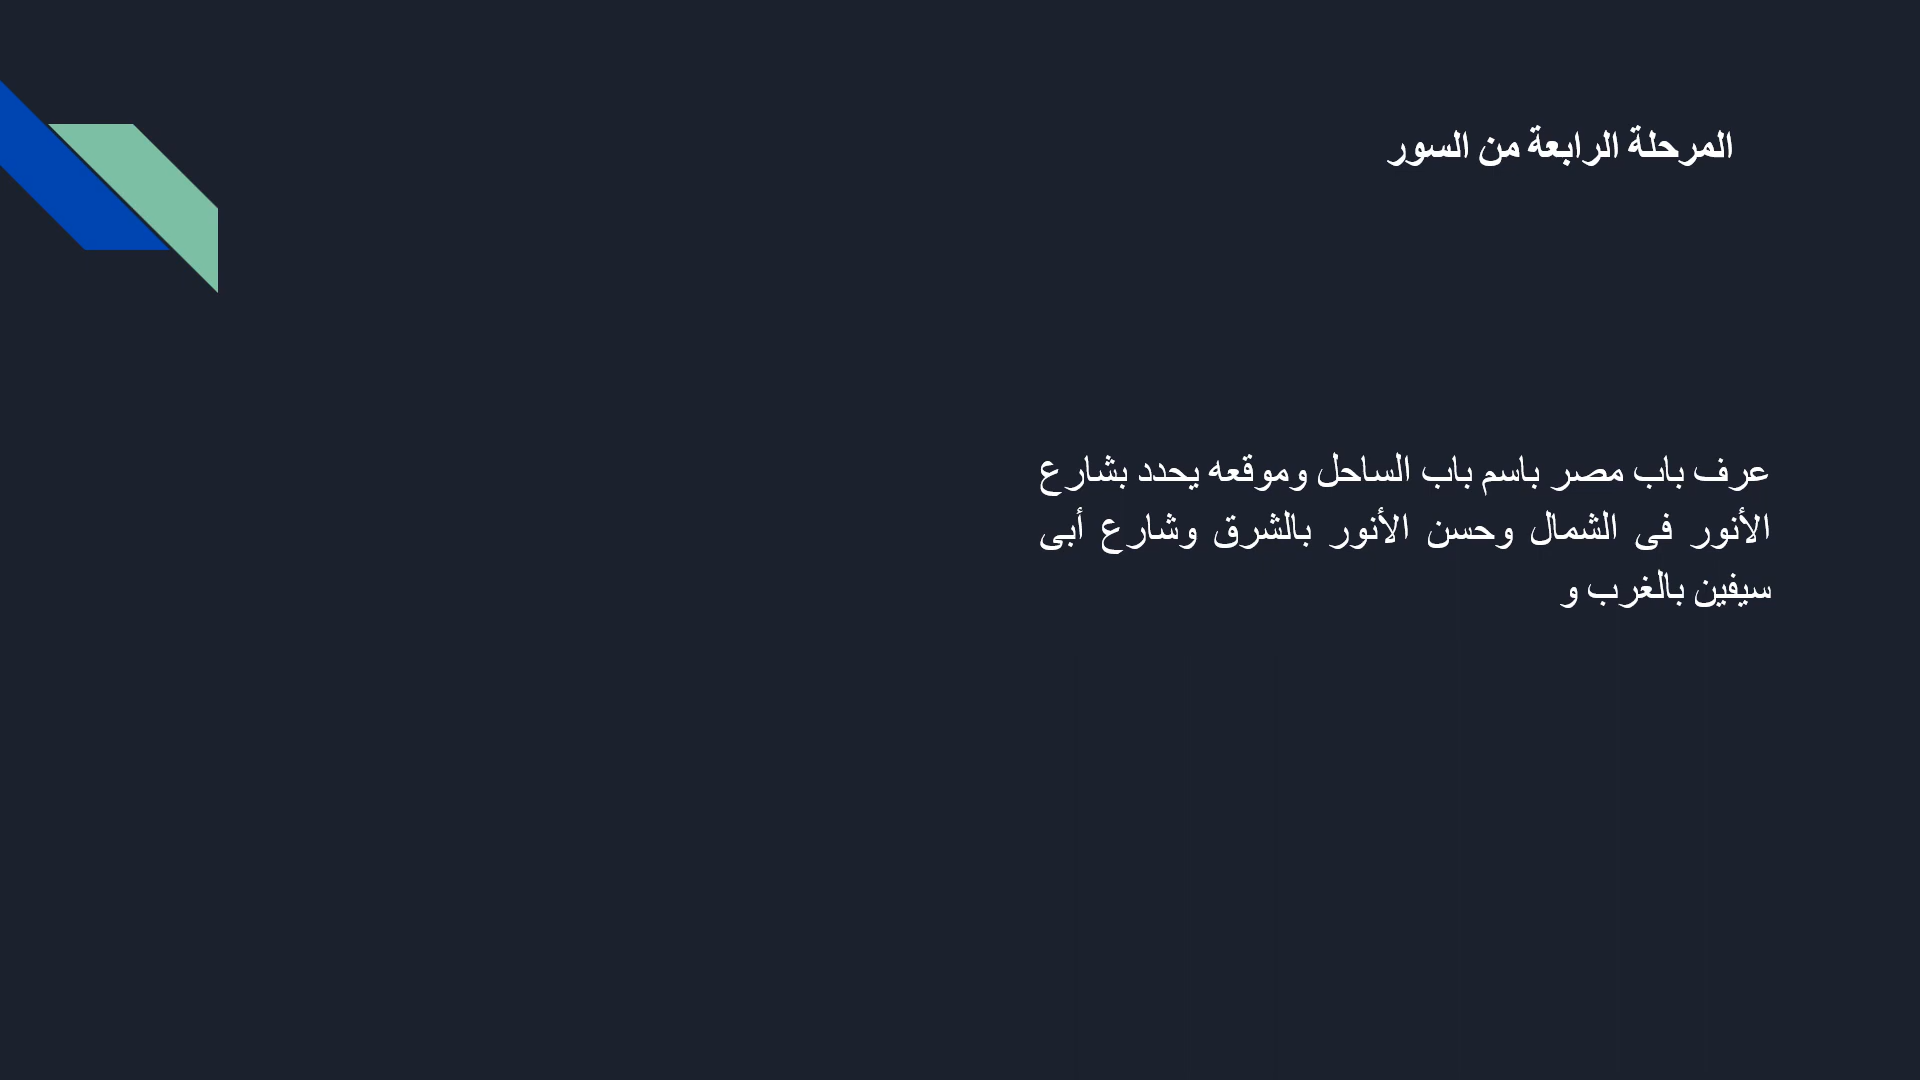 المرحلة الرابعة من السور
عرف باب مصر باسم باب الساحل وموقعه يحدد بشارع
الأنور فى الشمال وحسن الأنور بالشرق وشارع أبى
سيفين بالغرب و